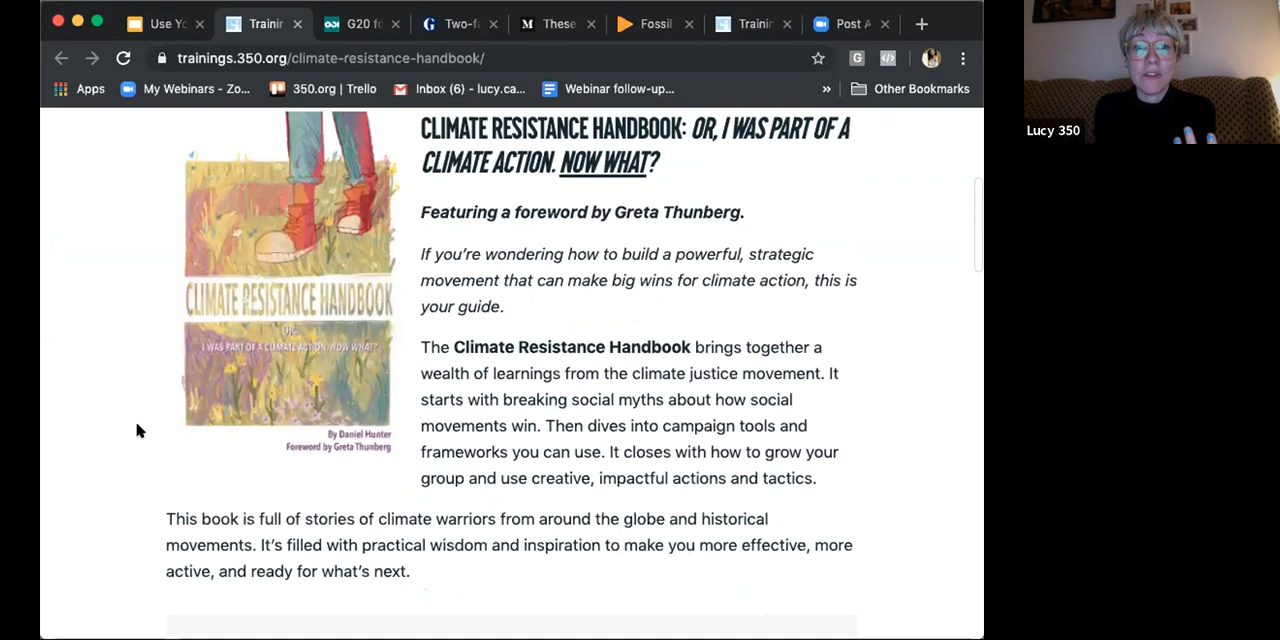 Use Yo
Trainin
G20 fo
Two-fa
These
Fossil
Trainin
Post A
trainings.350.org/climate-resistance-handbook/
Apps
My Webinars - Zo...
350.org | Trello
Inbox (6) - lucy.ca...
Webinar follow-up...
»
Other Bookmarks
Lucy 350
CLIMATE RESISTANCE HANDBOOK: OR, I WAS PART OF A
CLIMATE ACTION. NOW WHAT?
Featuring a foreword by Greta Thunberg.
If you're wondering how to build a powerful, strategic
movement that can make big wins for climate action, this is
your guide.
CLIMATE RESISTANCE HANDBOOK
OR,
I WAS PART OF A CLIMATE ACTION. NOW WHAT?
By Daniel Hunter
Foreword by Greta Thunberg
The Climate Resistance Handbook brings together a
wealth of learnings from the climate justice movement. It
starts with breaking social myths about how social
movements win. Then dives into campaign tools and
frameworks you can use. It closes with how to grow your
group and use creative, impactful actions and tactics.
This book is full of stories of climate warriors from around the globe and historical
movements. It's filled with practical wisdom and inspiration to make you more effective, more
active, and ready for what's next.